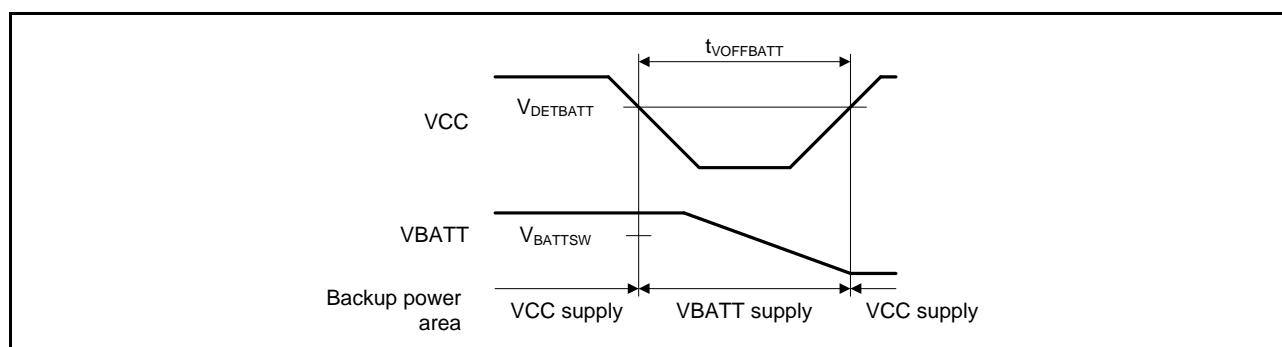 tVOFFBATT
VCC
VDETBATT
VBATT
VBATTSW
Backup power
area
VCC supply
VBATT supply
VCC supply